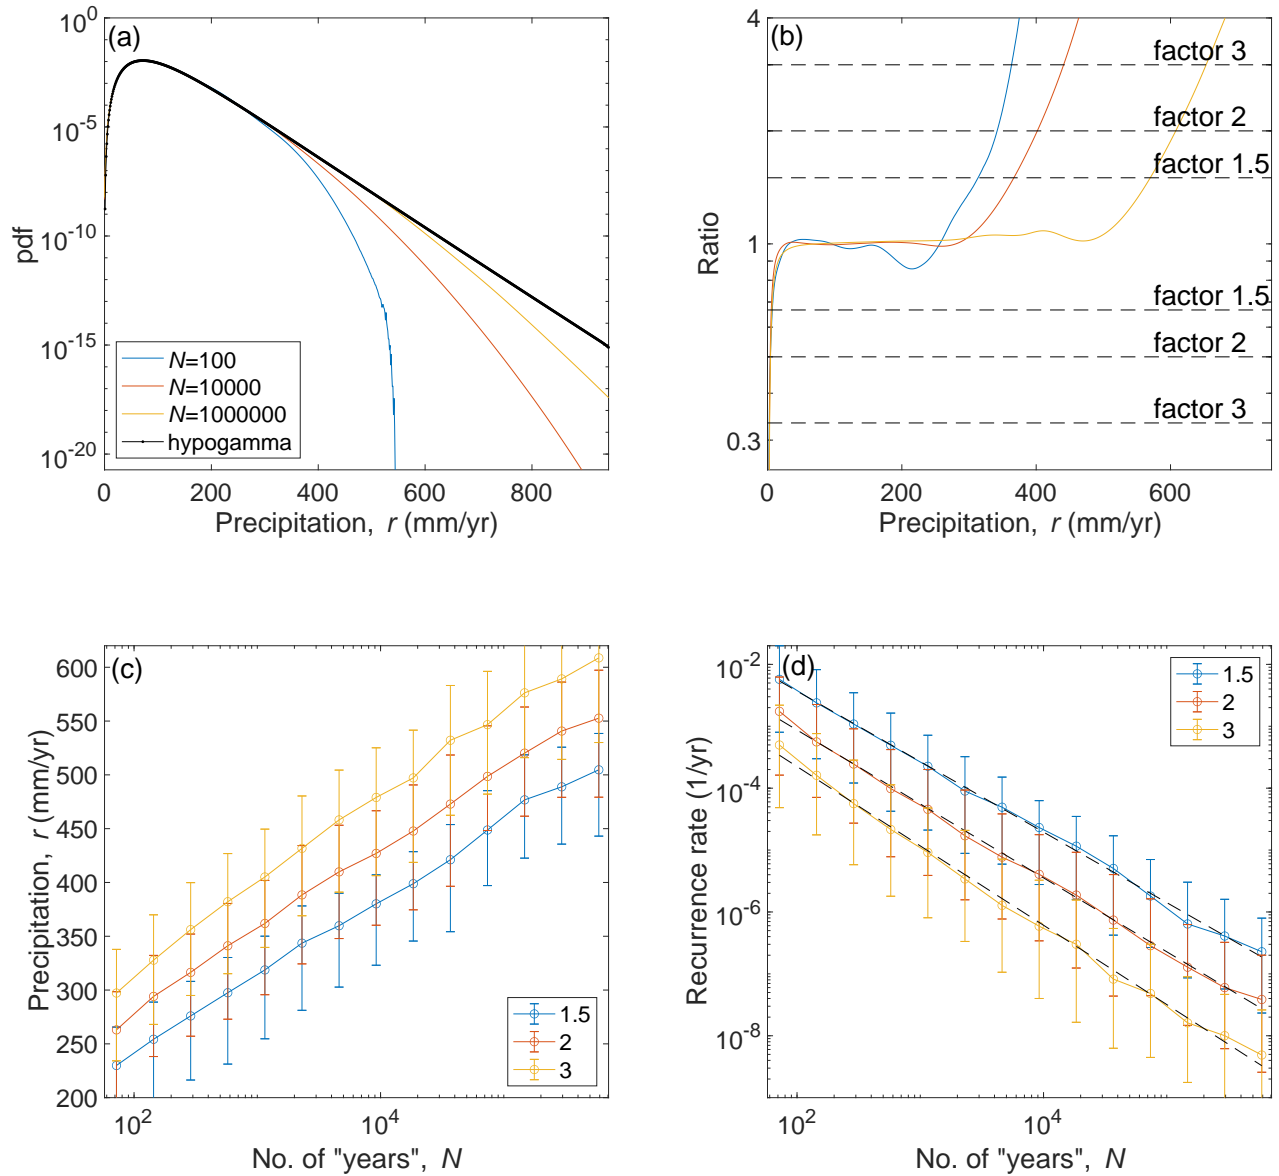 (a)
10^0
10^-5
10^-10
10^-15
10^-20
pdf
N=100
N=10000
N=1000000
hypogamma
0 200 400 600 800
Precipitation, r (mm/yr)
(b)
4
1
0.3
Ratio
factor 3
factor 2
factor 1.5
factor 1.5
factor 2
factor 3
0 200 400 600
Precipitation, r (mm/yr)
(c)
600
550
500
450
400
350
300
250
200
Precipitation, r (mm/yr)
1.5
2
3
10^2 10^4
No. of "years", N
(d)
10^-2
10^-4
10^-6
10^-8
Recurrence rate (1/yr)
1.5
2
3
10^2 10^4
No. of "years", N